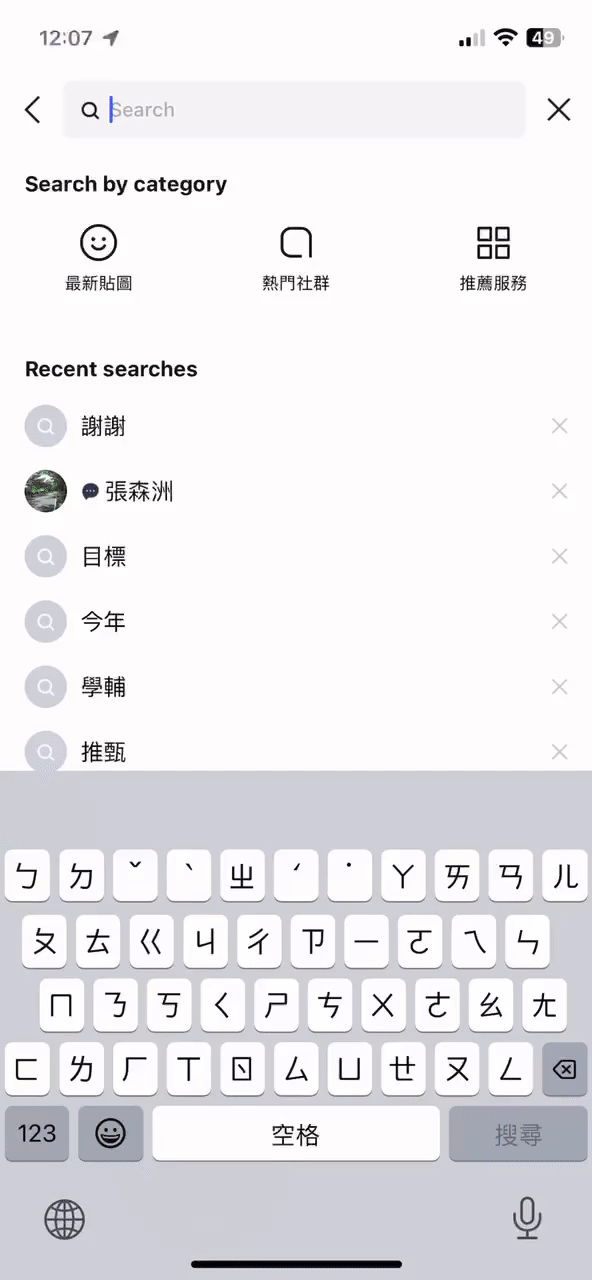 12:07
49
Search
Search by category
最新貼圖 熱門社群 推薦服務
Recent searches
謝謝
張森洲
目標
今年
學輔
推甄
ㄅ ㄉ ˇ ˋ ㄓ ˊ ˙ ㄚ ㄞ ㄢ ㄦ
ㄆ ㄊ ㄍ ㄐ ㄔ ㄗ ㄧ ㄛ ㄟ ㄣ
ㄇ ㄋ ㄎ ㄑ ㄕ ㄘ ㄨ ㄜ ㄠ ㄤ
ㄈ ㄌ ㄏ ㄒ ㄖ ㄙ ㄩ ㄝ ㄡ ㄥ
123 空格 搜尋